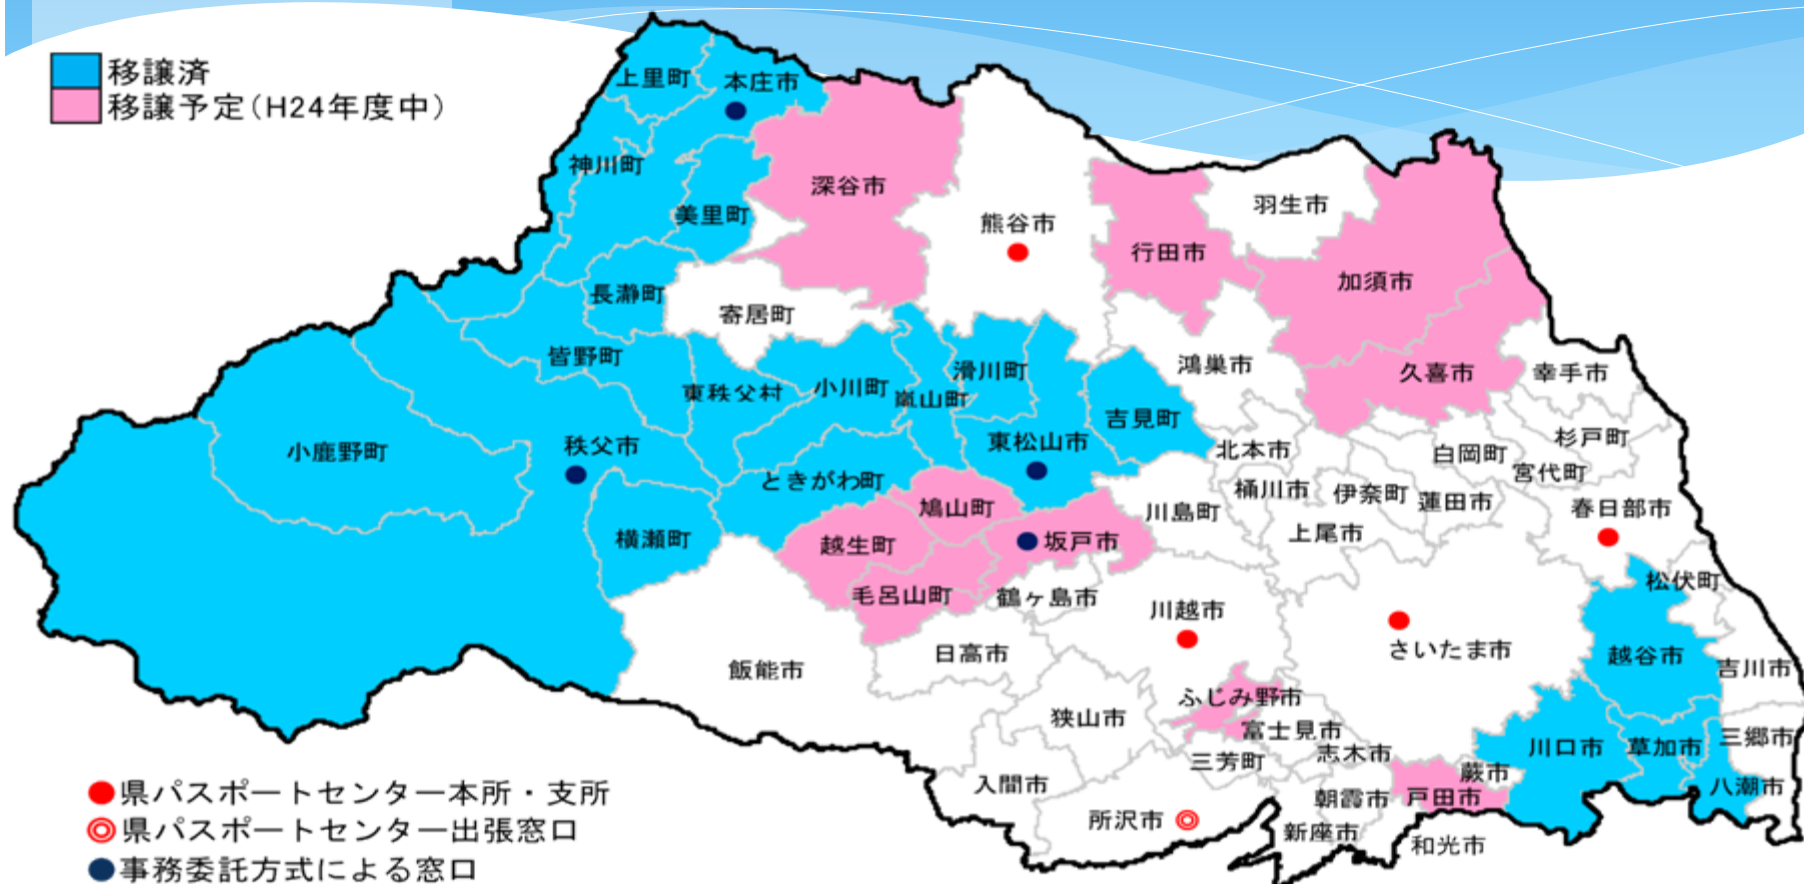 移譲済
移譲予定(H24年度中)
上里町
本庄市
神川町
深谷市
美里町
羽生市
熊谷市
行田市
加須市
長瀞町
寄居町
皆野町
鴻巣市
久喜市
幸手市
滑川町
東秩父村
小川町
嵐山町
吉見町
小鹿野町
秩父市
東松山市
北本市
白岡町
杉戸町
宮代町
ときがわ町
桶川市
伊奈町
蓮田市
鳩山町
川島町
春日部市
横瀬町
越生町
坂戸市
上尾市
毛呂山町
鶴ヶ島市
川越市
松伏町
飯能市
日高市
さいたま市
越谷市
吉川市
ふじみ野市
狭山市
富士見市
志木市
川口市
草加市
三郷市
三芳町
蕨市
入間市
朝霞市
戸田市
八潮市
所沢市
新座市
和光市
県パスポートセンター本所・支所
県パスポートセンター出張窓口
事務委託方式による窓口